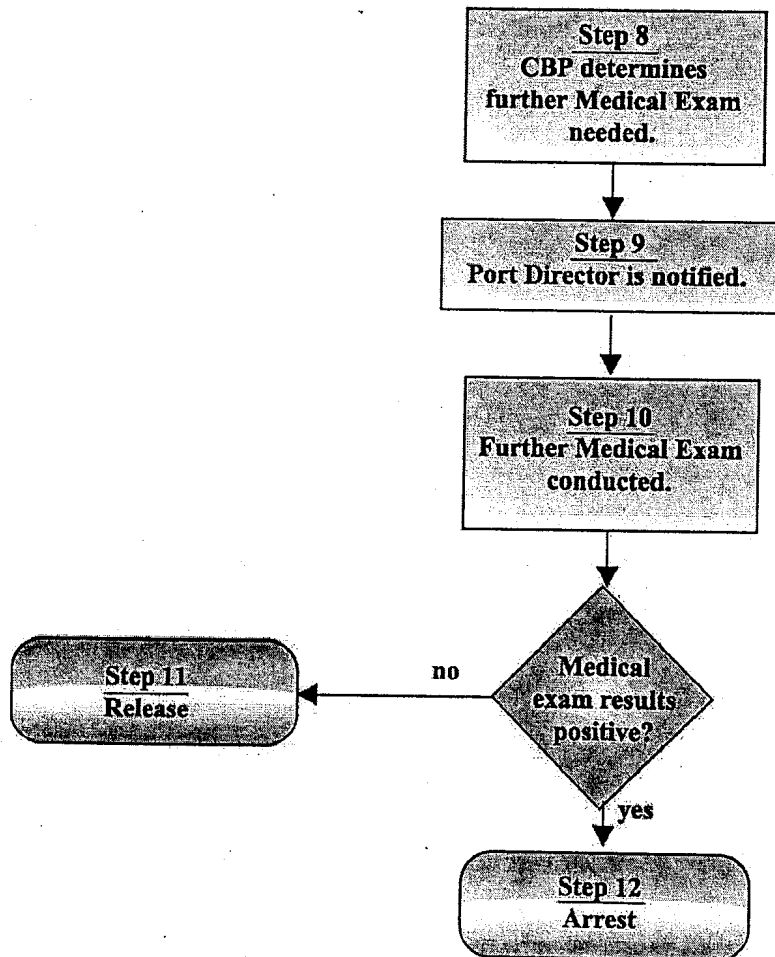 Step 8
CBP determines
further Medical Exam
needed.
Step 9
Port Director is notified.
Step 10
Further Medical Exam
conducted.
Medical
exam results
positive?
no
Step 11
Release
yes
Step 12
Arrest